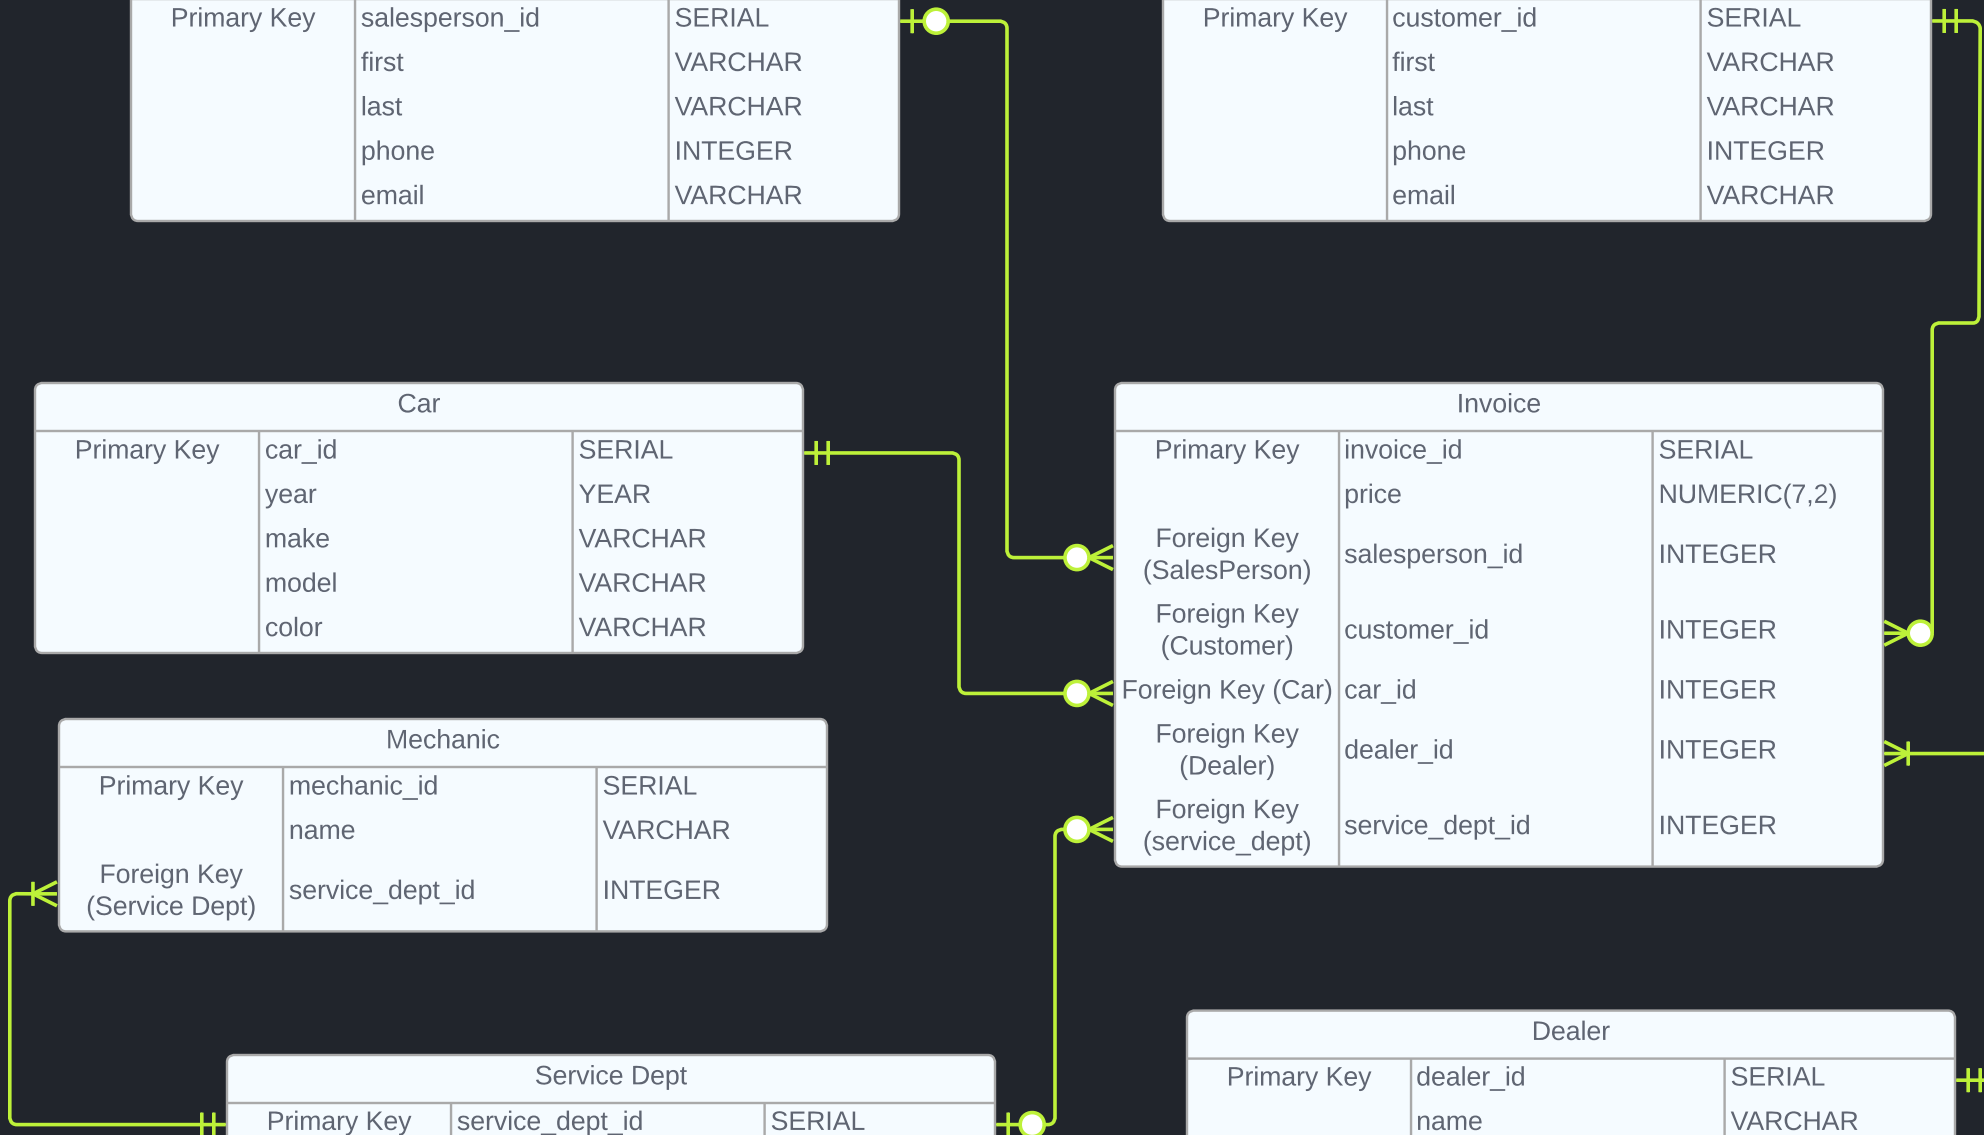 Primary Key salesperson_id SERIAL
first VARCHAR
last VARCHAR
phone INTEGER
email VARCHAR
Primary Key customer_id SERIAL
first VARCHAR
last VARCHAR
phone INTEGER
email VARCHAR
Car
Primary Key car_id SERIAL
year YEAR
make VARCHAR
model VARCHAR
color VARCHAR
Invoice
Primary Key invoice_id SERIAL
price NUMERIC(7,2)
Foreign Key
(SalesPerson) salesperson_id INTEGER
Foreign Key
(Customer) customer_id INTEGER
Foreign Key (Car) car_id INTEGER
Foreign Key
(Dealer) dealer_id INTEGER
Foreign Key
(service_dept) service_dept_id INTEGER
Mechanic
Primary Key mechanic_id SERIAL
name VARCHAR
Foreign Key
(Service Dept) service_dept_id INTEGER
Service Dept
Primary Key service_dept_id SERIAL
Dealer
Primary Key dealer_id SERIAL
name VARCHAR